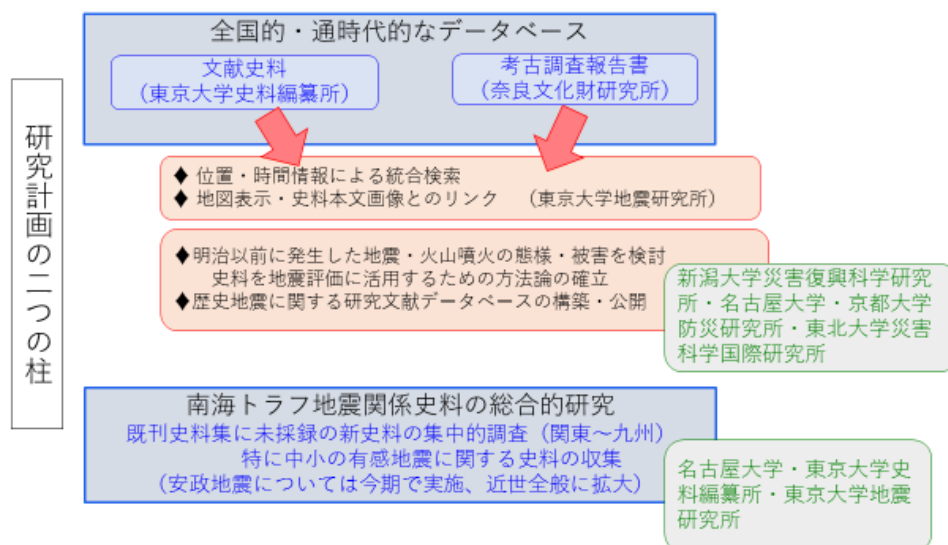 研究計画の二つの柱
全国的・通時代的なデータベース
文献史料
（東京大学史料編纂所）
考古調査報告書
（奈良文化財研究所）
◆ 位置・時間情報による統合検索
◆ 地図表示・史料本文画像とのリンク　（東京大学地震研究所）
◆明治以前に発生した地震・火山噴火の態様・被害を検討
史料を地震評価に活用するための方法論の確立
◆歴史地震に関する研究文献データベースの構築・公開
新潟大学災害復興科学研究
所・名古屋大学・京都大学
防災研究所・東北大学災害
科学国際研究所
南海トラフ地震関係史料の総合的研究
既刊史料集に未採録の新史料の集中的調査（関東～九州）
特に中小の有感地震に関する史料の収集
（安政地震については今期で実施、近世全般に拡大）
名古屋大学・東京大学史
料編纂所・東京大学地震
研究所